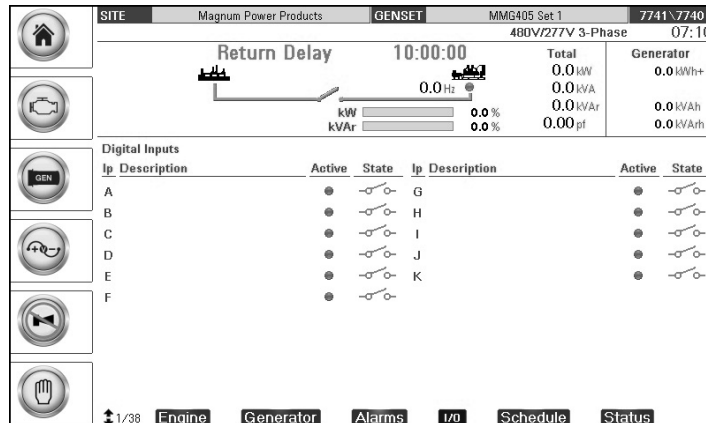 SITE Magnum Power Products GENSET MMG405 Set 1 7741\7740
480V/277V 3-Phase 07:10
Return Delay 10:00:00 Total Generator
0.0 kW 0.0 kWh+
0.0 Hz 0.0 kVA
0.0 kVAr 0.0 kVAh
kW 0.0 %
kVAr 0.0 % 0.00 pf 0.0 kVArh
Digital Inputs
Ip Description Active State Ip Description Active State
A G
B H
C I
D J
E K
F
GEN
1/38 Engine Generator Alarms I/O Schedule Status